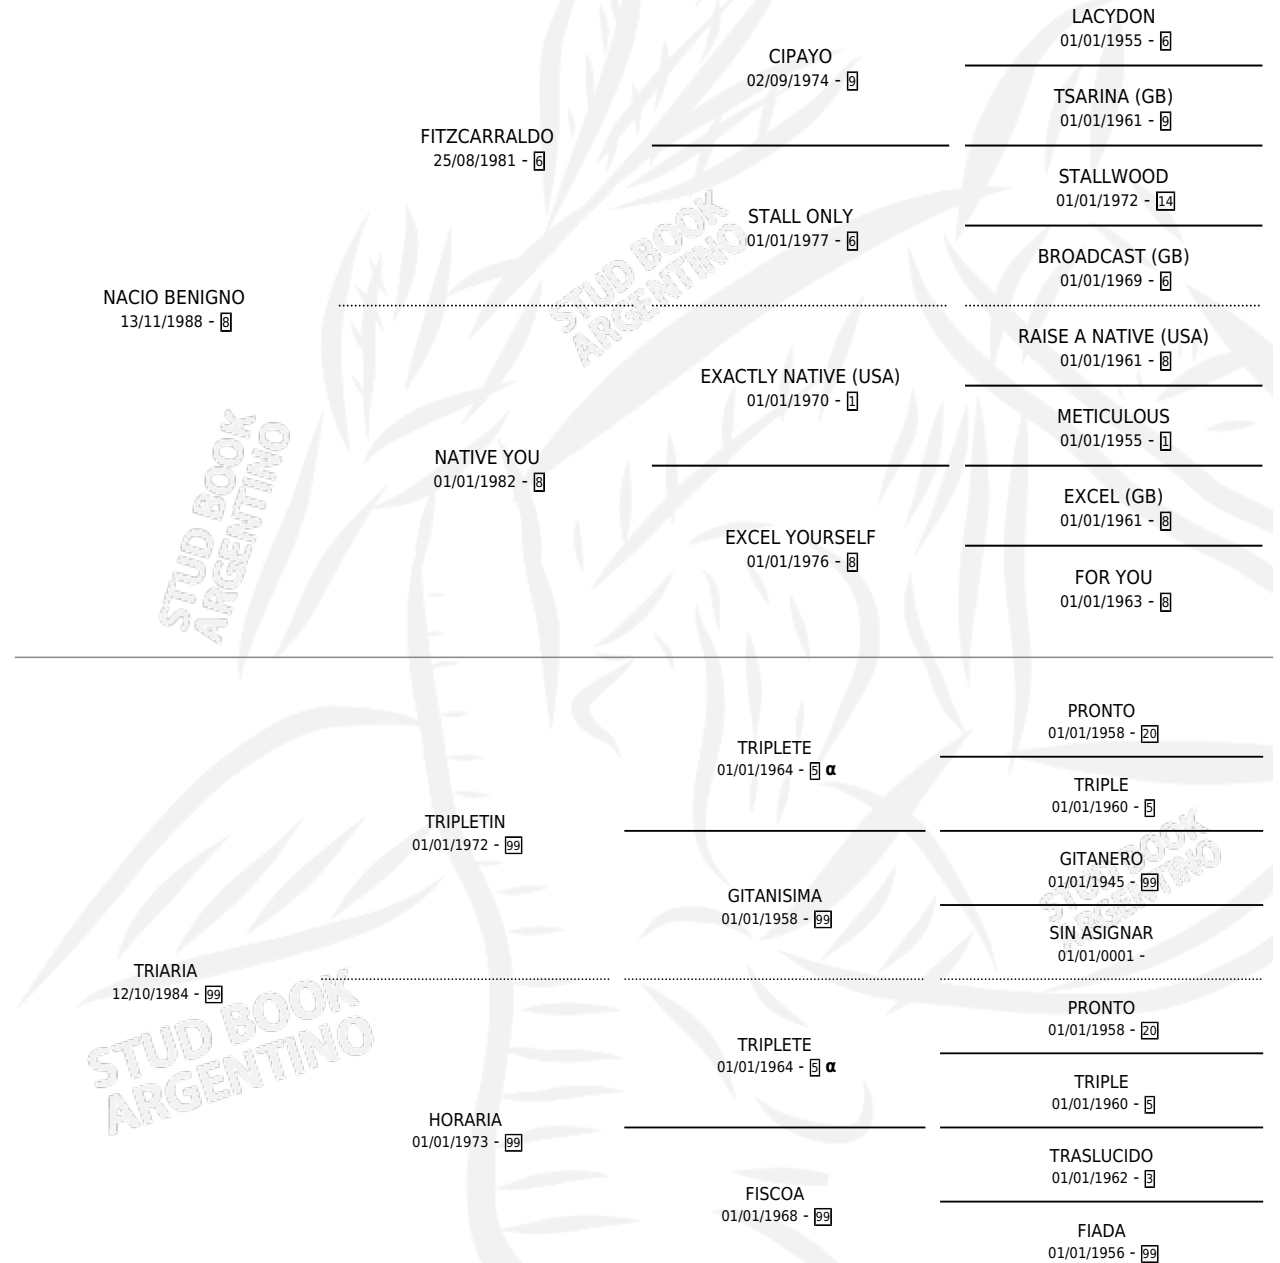 LACYDON
01/01/1955 - 6
CIPAYO
02/09/1974 - 9
TSARINA (GB)
01/01/1961 - 9
FITZCARRALDO
25/08/1981 - 6
STALLWOOD
01/01/1972 - 14
STALL ONLY
01/01/1977 - 6
BROADCAST (GB)
01/01/1969 - 6
STUD BOOK
ARGENTINO
NACIO BENIGNO
13/11/1988 - 8
RAISE A NATIVE (USA)
01/01/1961 - 8
EXACTLY NATIVE (USA)
01/01/1970 - 1
METICULOUS
01/01/1955 - 1
NATIVE YOU
01/01/1982 - 8
EXCEL (GB)
01/01/1961 - 8
EXCEL YOURSELF
01/01/1976 - 8
FOR YOU
01/01/1963 - 8
STUD BOOK
ARGENTINO
PRONTO
01/01/1958 - 20
TRIPLETE
01/01/1964 - 5 α
TRIPLE
01/01/1960 - 5
TRIPLETIN
01/01/1972 - 99
GITANERO
01/01/1945 - 99
GITANISIMA
01/01/1958 - 99
SIN ASIGNAR
01/01/0001 -
STUD BOOK
ARGENTINO
TRIARIA
12/10/1984 - 99
PRONTO
01/01/1958 - 20
TRIPLETE
01/01/1964 - 5 α
TRIPLE
01/01/1960 - 5
HORARIA
01/01/1973 - 99
TRASLUCIDO
01/01/1962 - 3
FISCOA
01/01/1968 - 99
FIADA
01/01/1956 - 99
STUD BOOK
ARGENTINO